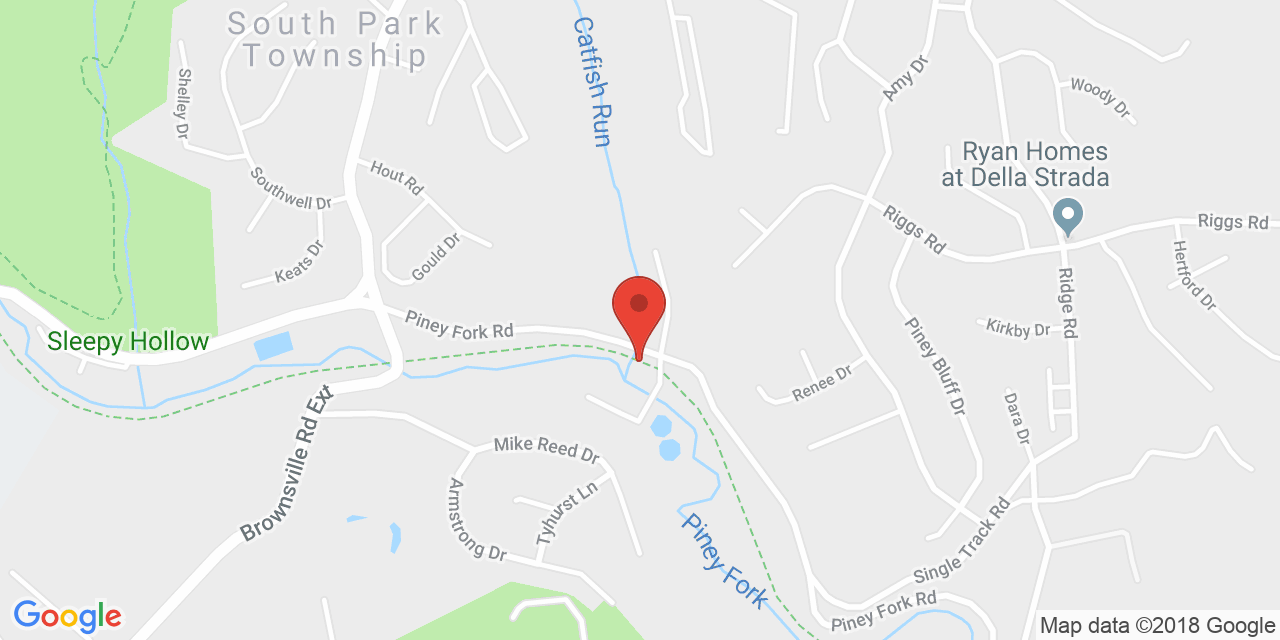 South Park
Township
Catfish Run
Shelley Dr
Amy Dr
Woody Dr
Ryan Homes
at Della Strada
Hout Rd
Southwell Dr
Riggs Rd
Riggs Rd
Gould Dr
Keats Dr
Hertford Dr
Ridge Rd
Sleepy Hollow
Piney Fork Rd
Kirkby Dr
Piney Bluff Dr
Renee Dr
Dara Dr
Brownsville Rd Ext
Mike Reed Dr
Armstrong Dr
Tyhurst Ln
Piney Fork
Single Track Rd
Piney Fork Rd
Google
Map data ©2018 Google